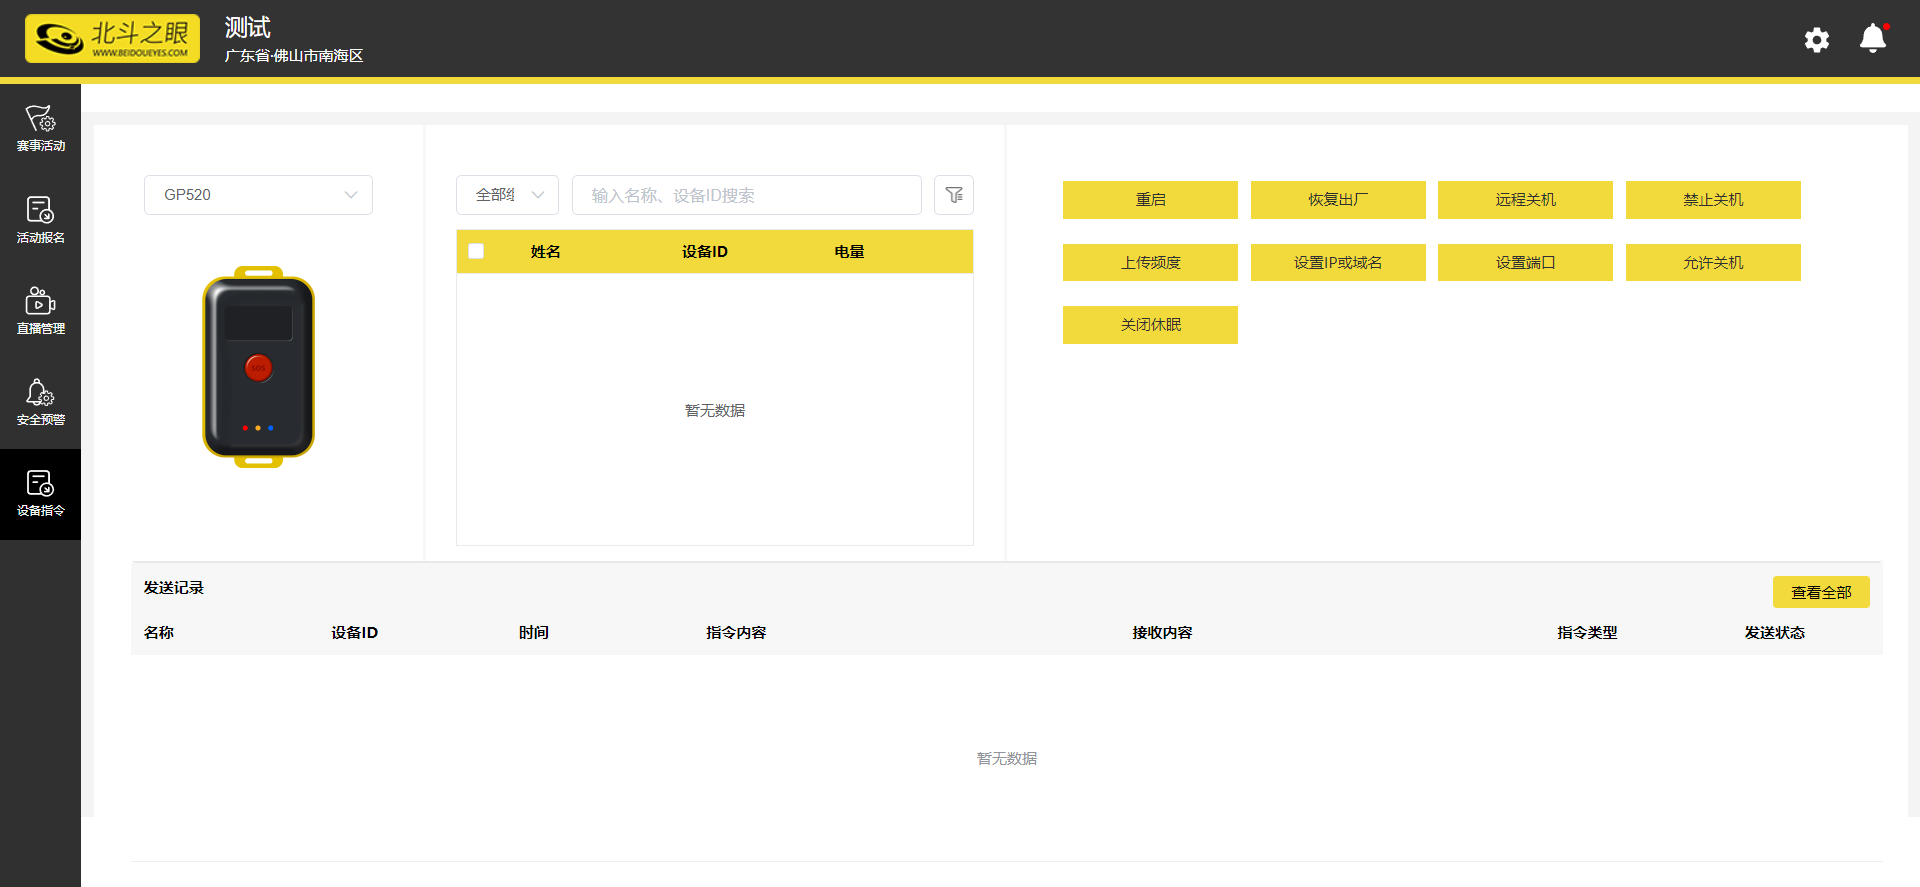 北斗之眼
WWW.BEIDOUEYES.COM
测试
广东省·佛山市南海区
赛事活动
活动报名
直播管理
安全预警
设备指令
GP520
SOS
全部组
输入名称、设备ID搜索
姓名 设备ID 电量
暂无数据
重启 恢复出厂 远程关机 禁止关机
上传频度 设置IP或域名 设置端口 允许关机
关闭休眠
发送记录
查看全部
名称 设备ID 时间 指令内容 接收内容 指令类型 发送状态
暂无数据